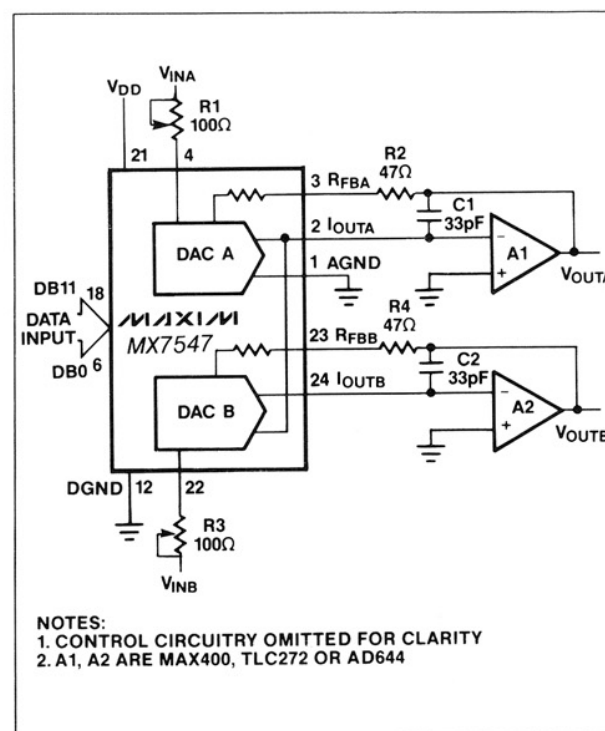 VINA
VDD
R1
100Ω
21
4
R2
47Ω
3 RFBA
C1
33pF
2 IOUTA
DAC A
A1
−
+
1 AGND
VOUTA
DB11 18
DATA
INPUT
DB0 6
MAXIM
MX7547
R4
47Ω
23 RFBB
C2
33pF
24 IOUTB
DAC B
A2
−
+
VOUTB
DGND 12
22
R3
100Ω
VINB
NOTES:
1. CONTROL CIRCUITRY OMITTED FOR CLARITY
2. A1, A2 ARE MAX400, TLC272 OR AD644